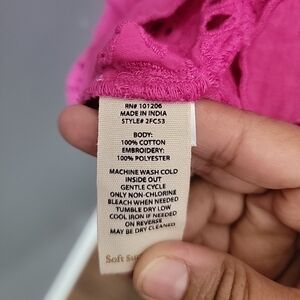 RN# 101206
MADE IN INDIA
STYLE# 2FC53
BODY:
100% COTTON
EMBROIDERY:
100% POLYESTER
MACHINE WASH COLD
INSIDE OUT
GENTLE CYCLE
ONLY NON-CHLORINE
BLEACH WHEN NEEDED
TUMBLE DRY LOW
COOL IRON IF NEEDED
ON REVERSE
MAY BE DRY CLEANED
Soft